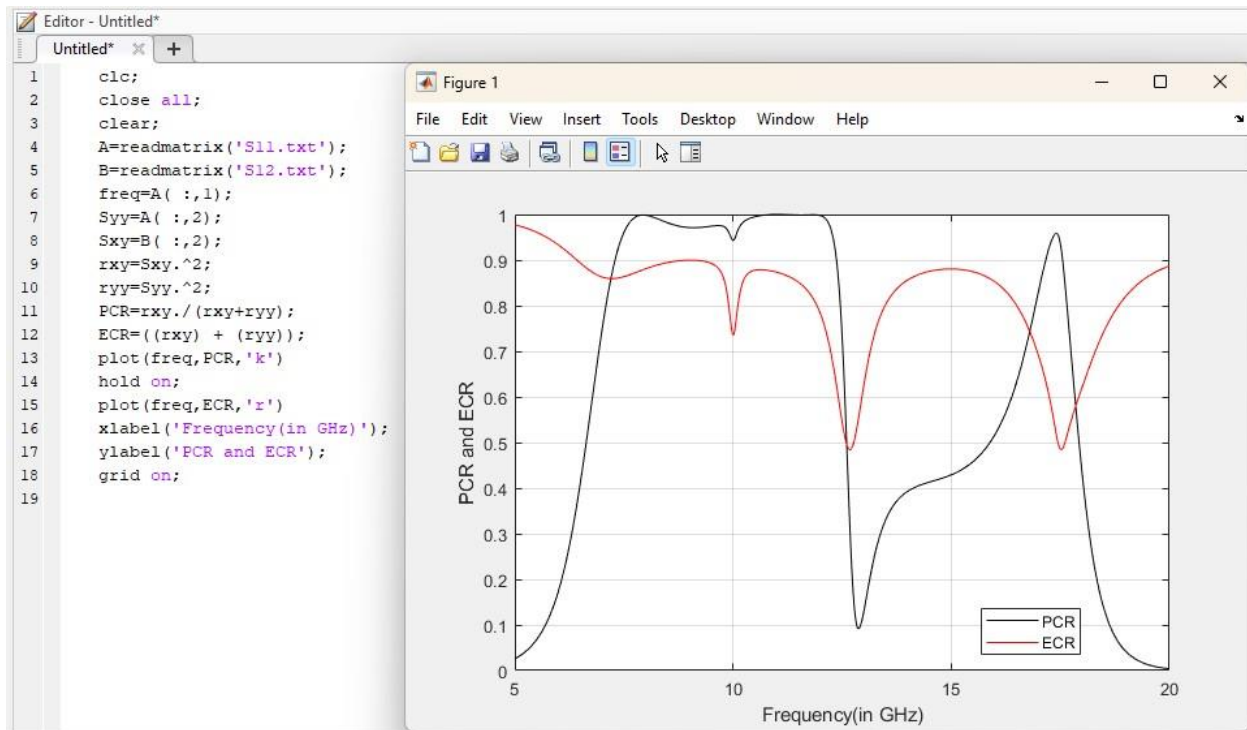 Editor - Untitled*
Untitled*
1 clc;
2 close all;
3 clear;
4 A=readmatrix('S11.txt');
5 B=readmatrix('S12.txt');
6 freq=A( :,1);
7 Syy=A( :,2);
8 Sxy=B( :,2);
9 rxy=Sxy.^2;
10 ryy=Syy.^2;
11 PCR=rxy./(rxy+ryy);
12 ECR=((rxy) + (ryy));
13 plot(freq,PCR,'k')
14 hold on;
15 plot(freq,ECR,'r')
16 xlabel('Frequency(in GHz)');
17 ylabel('PCR and ECR');
18 grid on;
19
Figure 1
File Edit View Insert Tools Desktop Window Help
PCR and ECR
1
0.9
0.8
0.7
0.6
0.5
0.4
0.3
0.2
0.1
0
PCR
ECR
5 10 15 20
Frequency(in GHz)